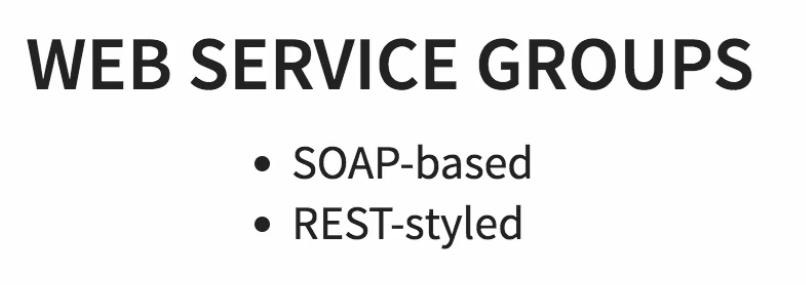 WEB SERVICE GROUPS
• SOAP-based
• REST-styled